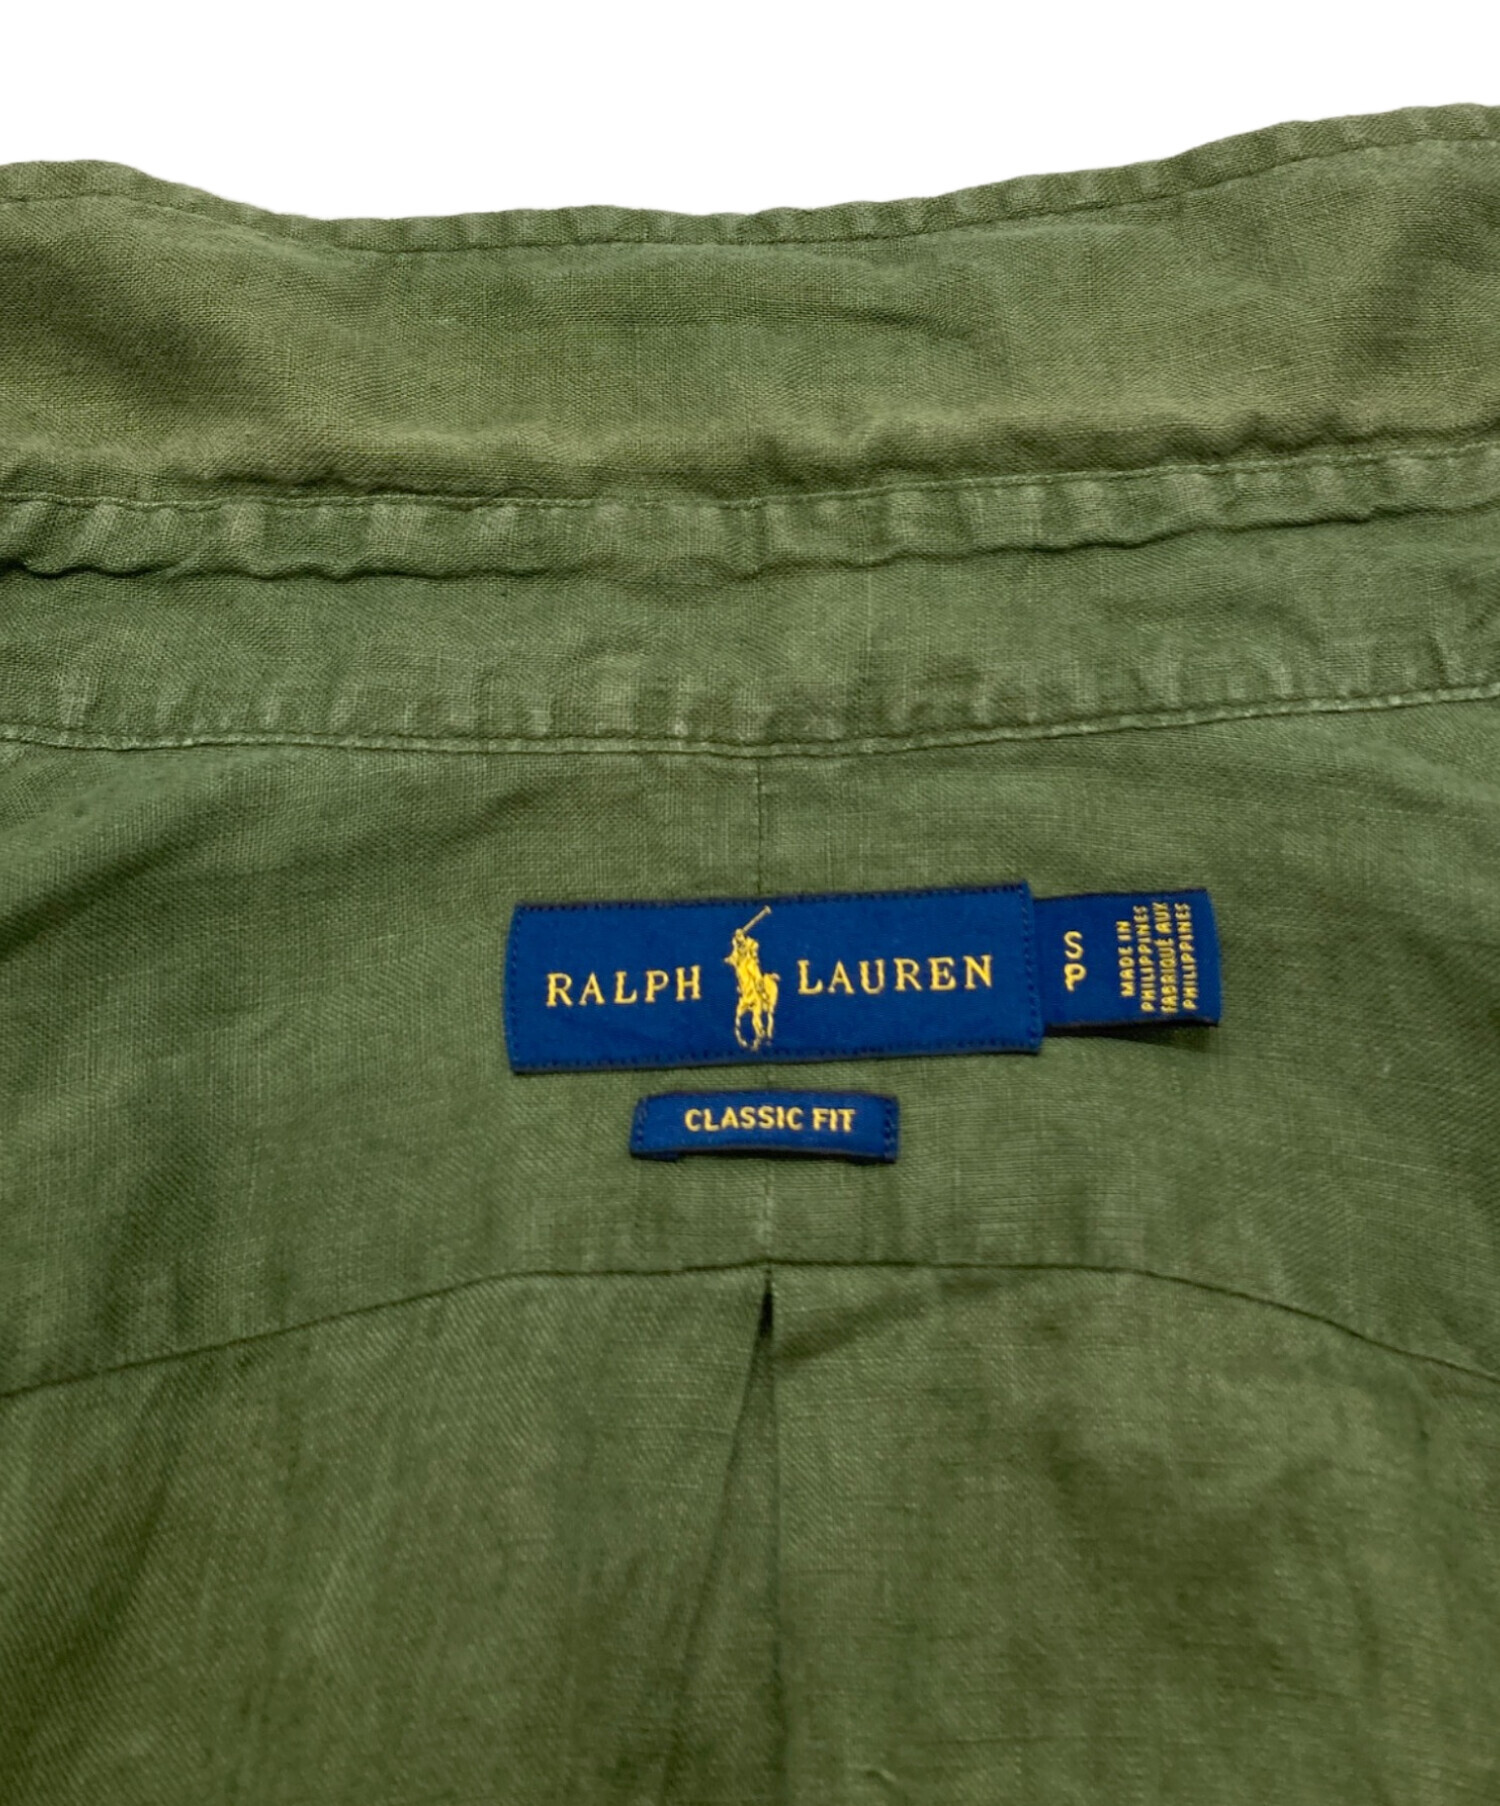 RALPH LAUREN
S
P
MADE IN
PHILIPPINES
FABRIQUÉ AUX
PHILIPPINES
CLASSIC FIT